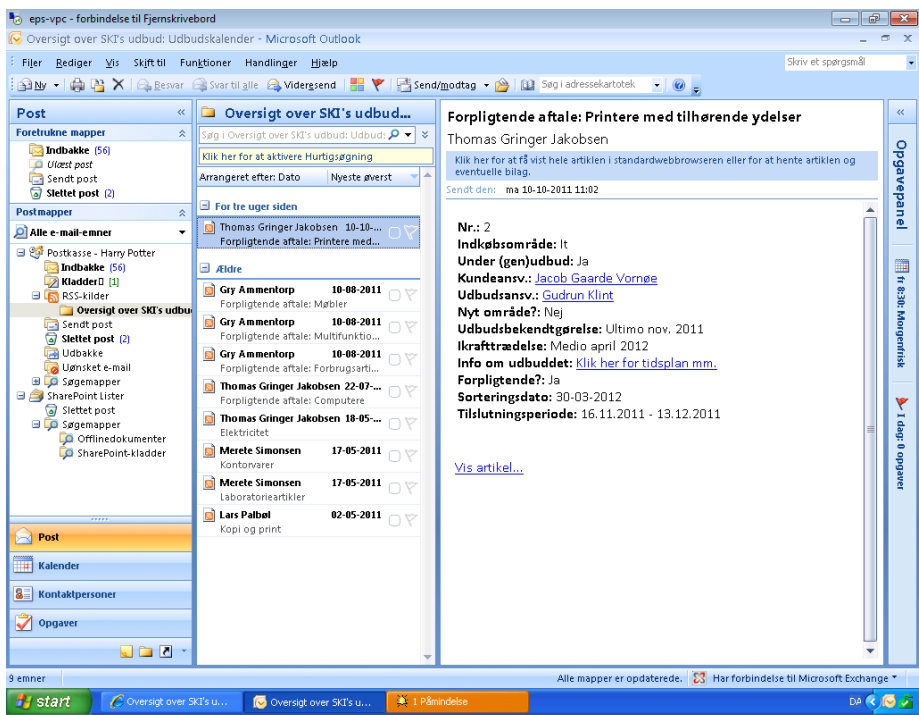 eps-vpc - forbindelse til Fjernskrivebord
Oversigt over SKI's udbud: Udbudskalender - Microsoft Outlook
Filer Rediger Vis Skift til Funktioner Handlinger Hjælp
Skriv et spørgsmål
Ny Besvar Svar til alle Videresend Send/modtag Søg i adressekartotek
Post
Foretrukne mapper
Indbakke (56)
Ulæst post
Sendt post
Slettet post (2)
Postmapper
Alle e-mail-emner
Postkasse - Harry Potter
Indbakke (56)
Kladder [1]
RSS-kilder
Oversigt over SKI's udbu
Sendt post
Slettet post (2)
Udbakke
Uønsket e-mail
Søgemapper
SharePoint Lister
Slettet post
Søgemapper
Offlinedokumenter
SharePoint-kladder
Post
Kalender
Kontaktpersoner
Opgaver
Oversigt over SKI's udbud...
Søg i Oversigt over SKI's udbud: Udbud:
Klik her for at aktivere Hurtigsøgning
Arrangeret efter: Dato Nyeste øverst
For tre uger siden
Thomas Gringer Jakobsen 10-10-...
Forpligtende aftale: Printere med...
Ældre
Gry Ammentorp 10-08-2011
Forpligtende aftale: Møbler
Gry Ammentorp 10-08-2011
Forpligtende aftale: Multifunktio...
Gry Ammentorp 10-08-2011
Forpligtende aftale: Forbrugsarti...
Thomas Gringer Jakobsen 22-07-...
Forpligtende aftale: Computere
Thomas Gringer Jakobsen 18-05-...
Elektricitet
Merete Simonsen 17-05-2011
Kontorvarer
Merete Simonsen 17-05-2011
Laboratorieartikler
Lars Palbøl 02-05-2011
Kopi og print
Forpligtende aftale: Printere med tilhørende ydelser
Thomas Gringer Jakobsen
Klik her for at få vist hele artiklen i standardwebbrowseren eller for at hente artiklen og
eventuelle bilag.
Sendt den: ma 10-10-2011 11:02
Nr.: 2
Indkøbsområde: It
Under (gen)udbud: Ja
Kundeansv.: Jacob Gaarde Vornøe
Udbudsansv.: Gudrun Klint
Nyt område?: Nej
Udbudsbekendtgørelse: Ultimo nov. 2011
Ikrafttrædelse: Medio april 2012
Info om udbuddet: Klik her for tidsplan mm.
Forpligtende?: Ja
Sorteringsdato: 30-03-2012
Tilslutningsperiode: 16.11.2011 - 13.12.2011
Vis artikel...
Opgavepanel
fr 8:30: Morgenfrisk
I dag: 0 opgaver
9 emner
Alle mapper er opdaterede. Har forbindelse til Microsoft Exchange
start
Oversigt over SKI's u...
Oversigt over SKI's u...
1 Påmindelse
DA